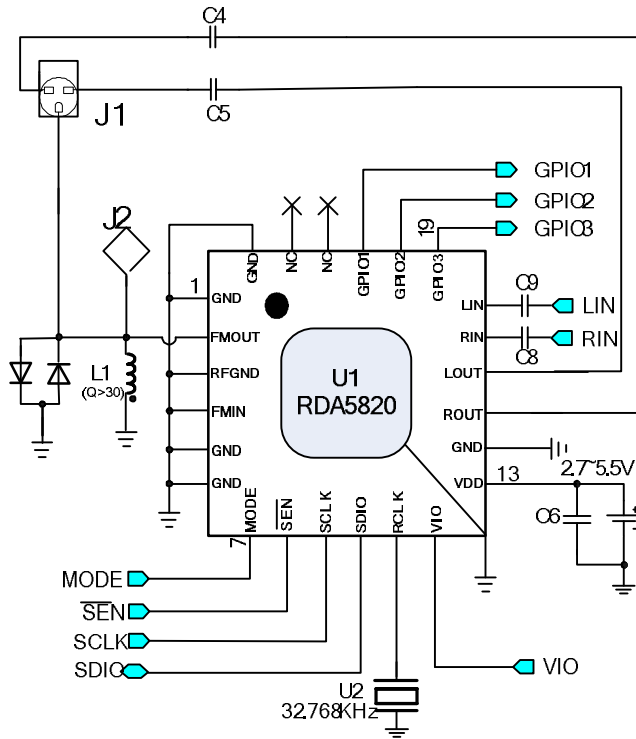 C4
J1
C5
GPIO1
J2
GPIO2
19
GPIO3
GND
NC
NC
GPIO1
GPIO2
GPIO3
1
GND
LIN
C9
LIN
FMOUT
RIN
C8
RIN
L1
(Q>30)
RFGND
U1
RDA5820
LOUT
FMIN
ROUT
GND
GND
2.7~5.5V
GND
VDD
13
C6
MODE
SEN
SCLK
SDIO
RCLK
VIO
7
MODE
SEN
SCLK
SDIO
VIO
U2
32.768KHz